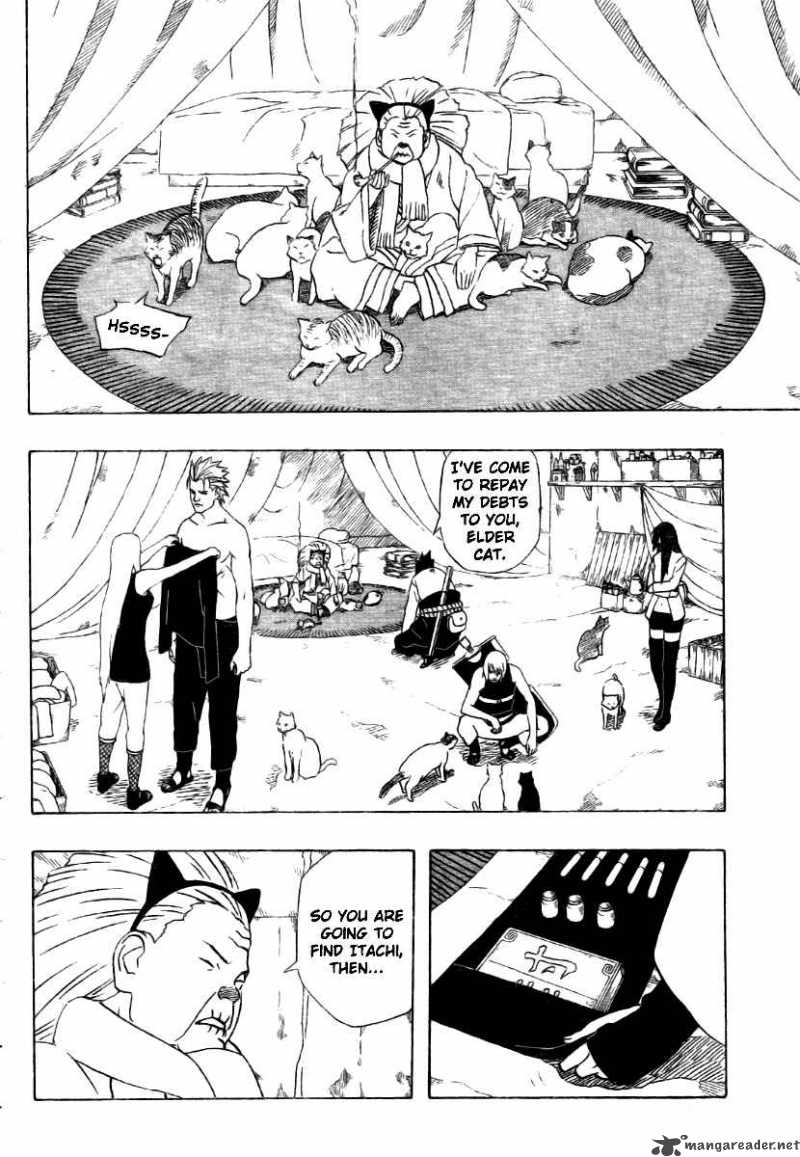 HSSSS-
I'VE COME
TO REPAY
MY DEBTS
TO YOU,
ELDER
CAT.
SO YOU ARE
GOING TO
FIND ITACHI,
THEN...
mangareader.net